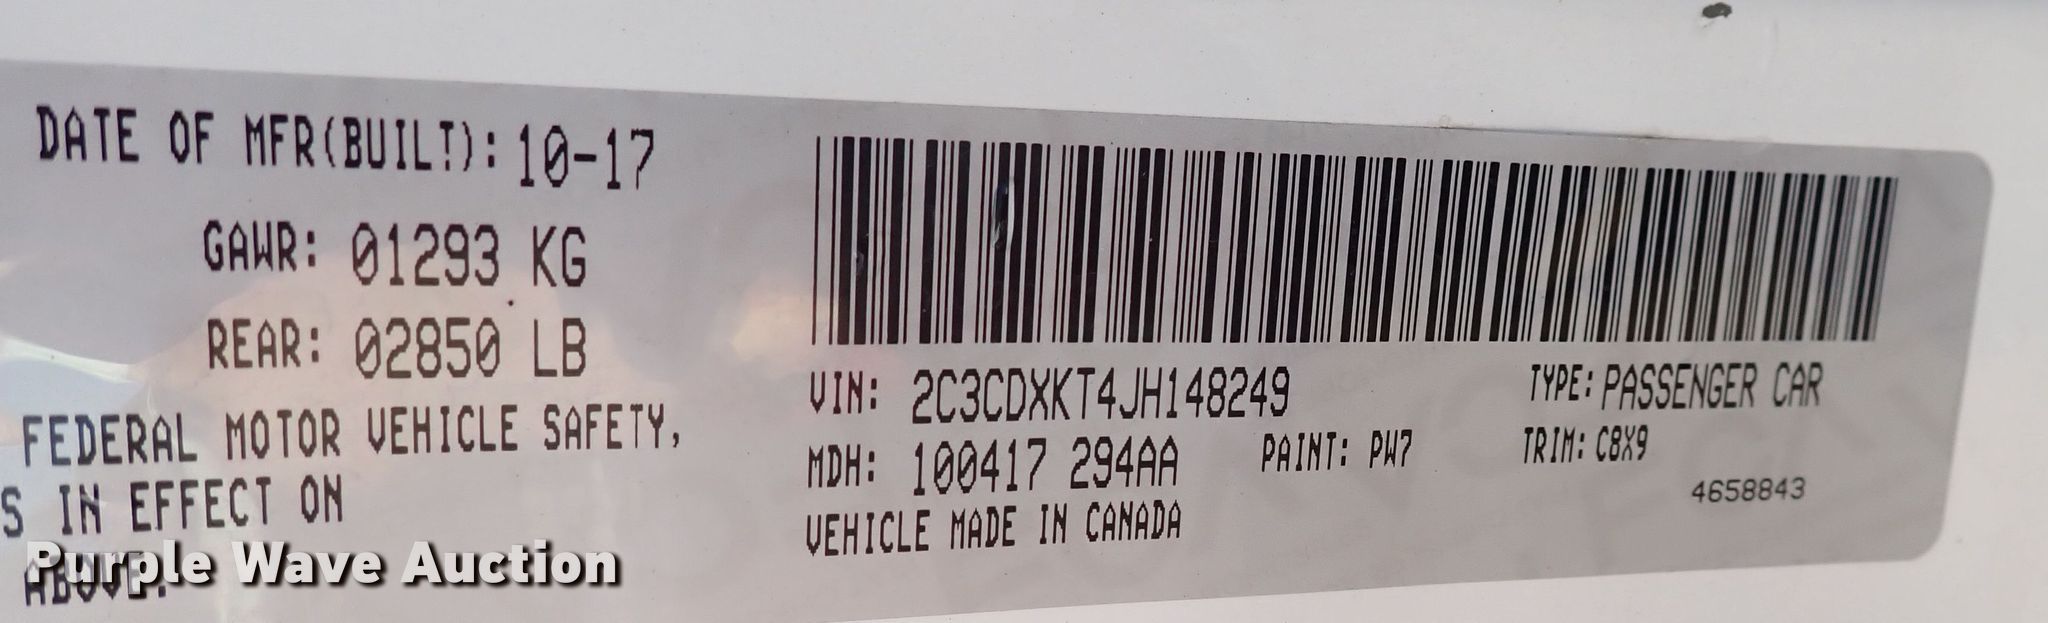 DATE OF MFR(BUILT): 10-17
GAWR: 01293 KG
REAR: 02850 LB
FEDERAL MOTOR VEHICLE SAFETY,
S IN EFFECT ON
ABOVE.
VIN: 2C3CDXKT4JH148249
TYPE: PASSENGER CAR
MDH: 100417 294AA
PAINT: PW7
TRIM: C8X9
VEHICLE MADE IN CANADA
4658843
Purple Wave Auction